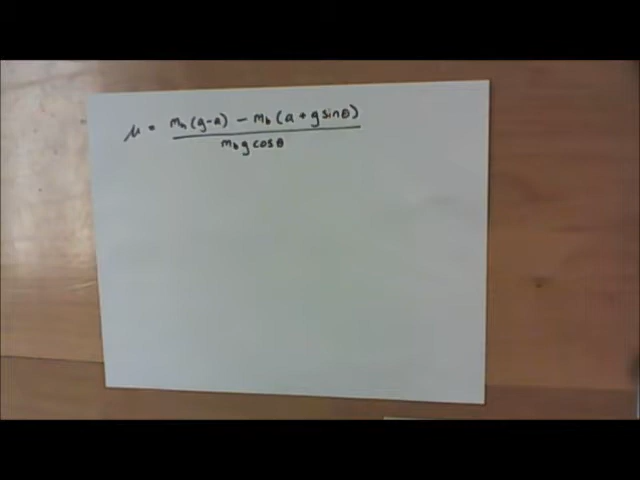 μ = m_h(g-a) - m_b(a+g sinθ)
m_b g cosθ